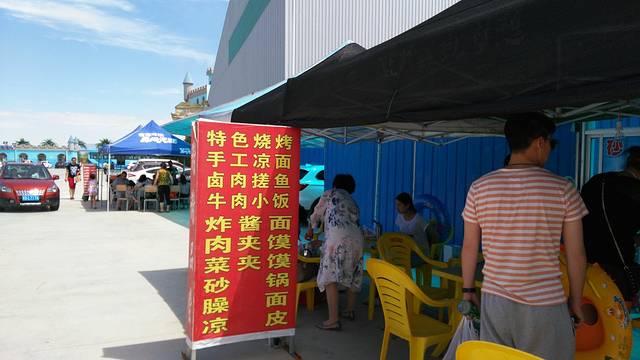 特色烧烤
手工凉面
卤肉搓鱼
牛肉小饭
炸酱面
肉夹馍
菜夹馍
砂锅
臊面
凉皮